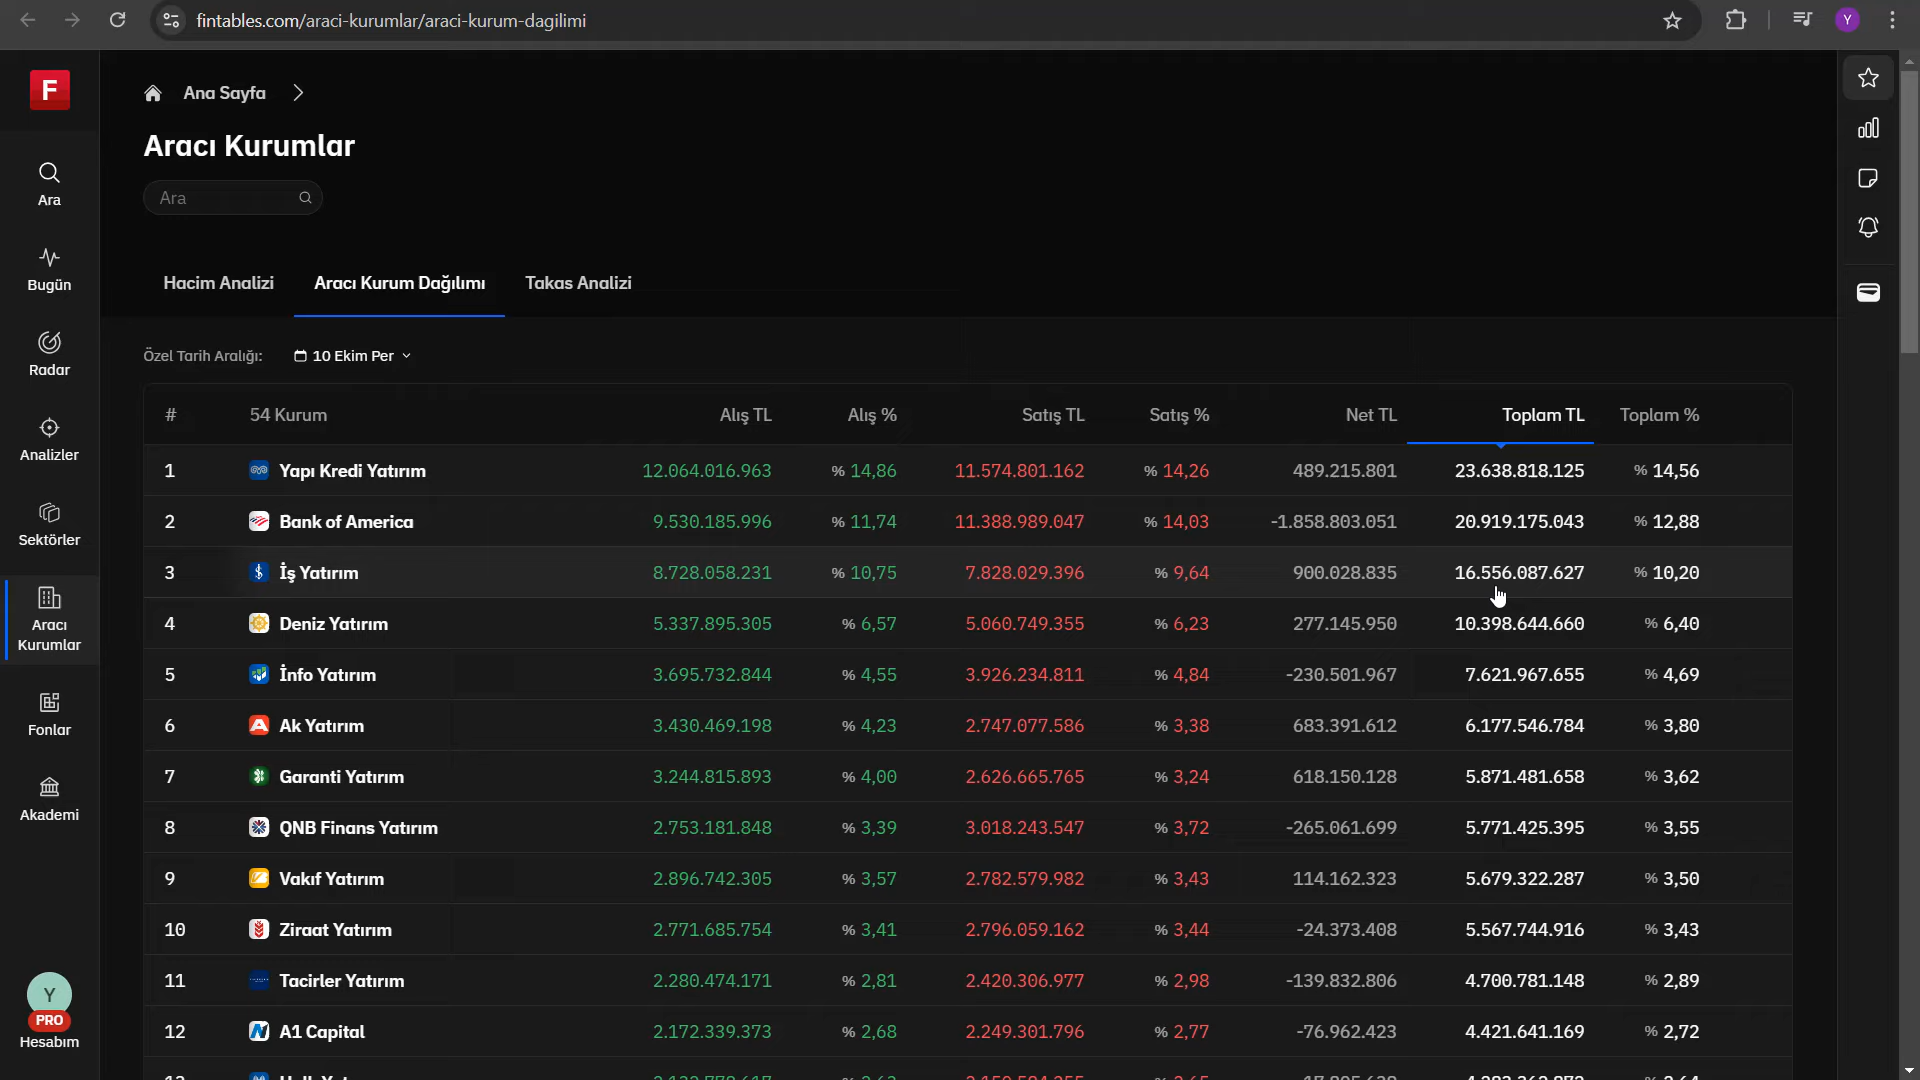 fintables.com/araci-kurumlar/araci-kurum-dagilimi
Y
F
Ana Sayfa
Aracı Kurumlar
Ara
Ara
Bugün
Radar
Analizler
Sektörler
Aracı
Kurumlar
Fonlar
Akademi
Y
PRO
Hesabım
Hacim Analizi Aracı Kurum Dağılımı Takas Analizi
Özel Tarih Aralığı: 10 Ekim Per
# 54 Kurum Alış TL Alış % Satış TL Satış % Net TL Toplam TL Toplam %
1 Yapı Kredi Yatırım 12.064.016.963 % 14,86 11.574.801.162 % 14,26 489.215.801 23.638.818.125 % 14,56
2 Bank of America 9.530.185.996 % 11,74 11.388.989.047 % 14,03 -1.858.803.051 20.919.175.043 % 12,88
3 İş Yatırım 8.728.058.231 % 10,75 7.828.029.396 % 9,64 900.028.835 16.556.087.627 % 10,20
4 Deniz Yatırım 5.337.895.305 % 6,57 5.060.749.355 % 6,23 277.145.950 10.398.644.660 % 6,40
5 İnfo Yatırım 3.695.732.844 % 4,55 3.926.234.811 % 4,84 -230.501.967 7.621.967.655 % 4,69
6 Ak Yatırım 3.430.469.198 % 4,23 2.747.077.586 % 3,38 683.391.612 6.177.546.784 % 3,80
7 Garanti Yatırım 3.244.815.893 % 4,00 2.626.665.765 % 3,24 618.150.128 5.871.481.658 % 3,62
8 QNB Finans Yatırım 2.753.181.848 % 3,39 3.018.243.547 % 3,72 -265.061.699 5.771.425.395 % 3,55
9 Vakıf Yatırım 2.896.742.305 % 3,57 2.782.579.982 % 3,43 114.162.323 5.679.322.287 % 3,50
10 Ziraat Yatırım 2.771.685.754 % 3,41 2.796.059.162 % 3,44 -24.373.408 5.567.744.916 % 3,43
11 Tacirler Yatırım 2.280.474.171 % 2,81 2.420.306.977 % 2,98 -139.832.806 4.700.781.148 % 2,89
12 A1 Capital 2.172.339.373 % 2,68 2.249.301.796 % 2,77 -76.962.423 4.421.641.169 % 2,72